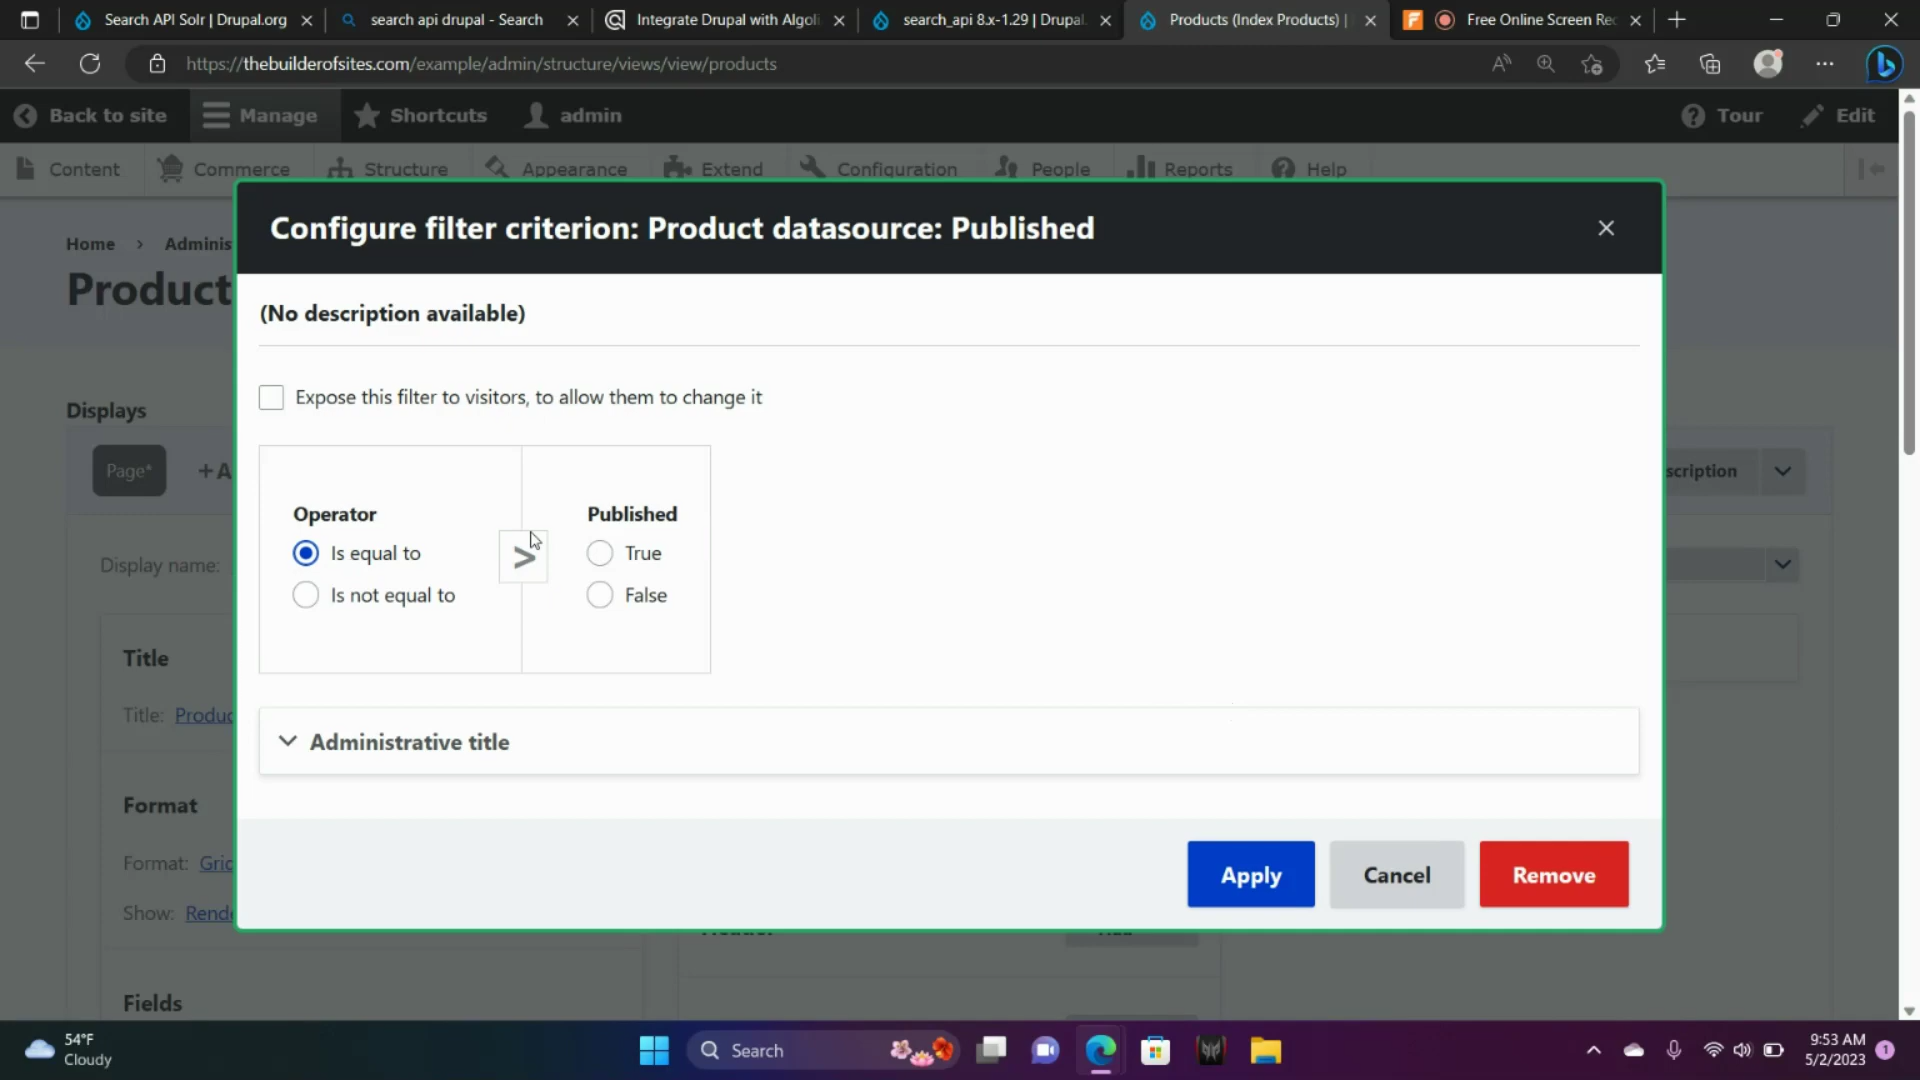 Search API Solr | Drupal.org
search api drupal - Search
Integrate Drupal with Algoli
search_api 8.x-1.29 | Drupal.
Products (Index Products) |
Free Online Screen Rec
https://thebuilderofsites.com/example/admin/structure/views/view/products
Back to site
Manage
Shortcuts
admin
Tour
Edit
Content
Commerce
Structure
Appearance
Extend
Configuration
People
Reports
Help
Configure filter criterion: Product datasource: Published
Home > Adminis
Product
(No description available)
Expose this filter to visitors, to allow them to change it
Displays
Page*
+A
scription
Operator
Is equal to
Is not equal to
>
Published
True
False
Display name:
Title
Title: Produc
Administrative title
Format
Format: Grid
Show: Rende
Apply
Cancel
Remove
Fields
54°F
Cloudy
Search
9:53 AM
5/2/2023
1